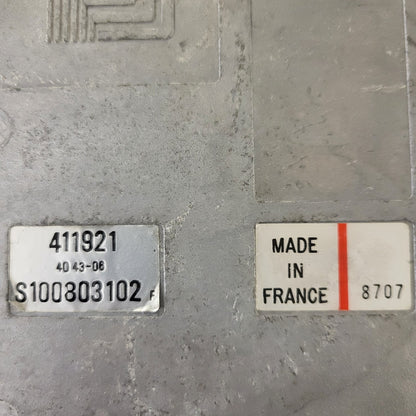 411921
4043-06
S100803102 F
MADE
IN
FRANCE
8707